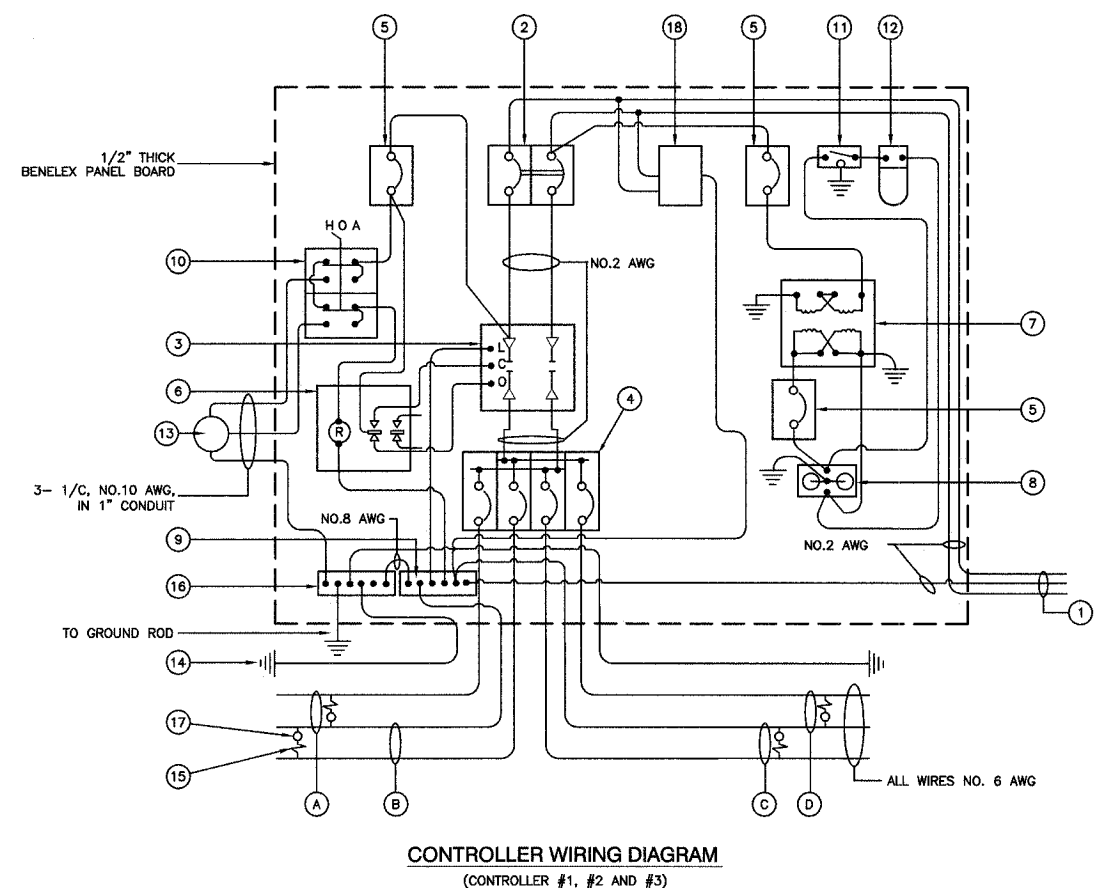 5
2
18
5
11
12
1/2" THICK
BENELEX PANEL BOARD
H O A
10
NO.2 AWG
7
3
L
C
O
6
4
5
R
13
3- 1/C, NO.10 AWG,
IN 1" CONDUIT
8
NO.8 AWG
9
NO.2 AWG
16
1
TO GROUND ROD
14
17
15
ALL WIRES NO. 6 AWG
A
B
C
D
CONTROLLER WIRING DIAGRAM
(CONTROLLER #1, #2 AND #3)